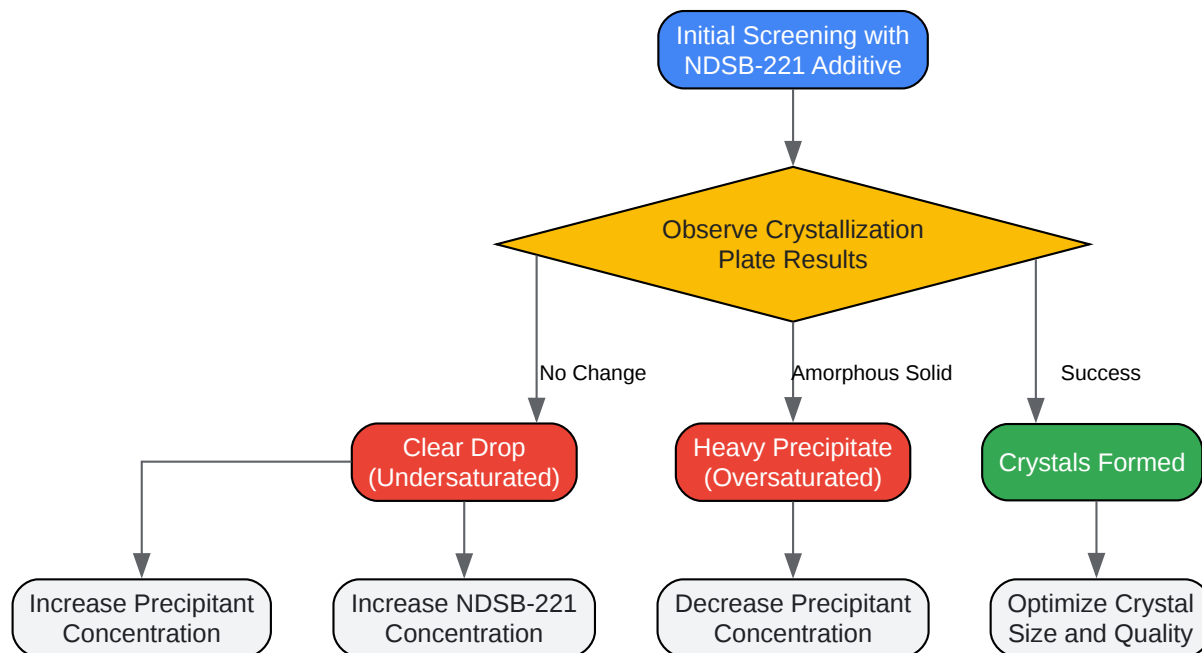 Initial Screening with
NDSB-221 Additive
Observe Crystallization
Plate Results
No Change
Amorphous Solid
Success
Clear Drop
(Undersaturated)
Heavy Precipitate
(Oversaturated)
Crystals Formed
Increase Precipitant
Concentration
Increase NDSB-221
Concentration
Decrease Precipitant
Concentration
Optimize Crystal
Size and Quality